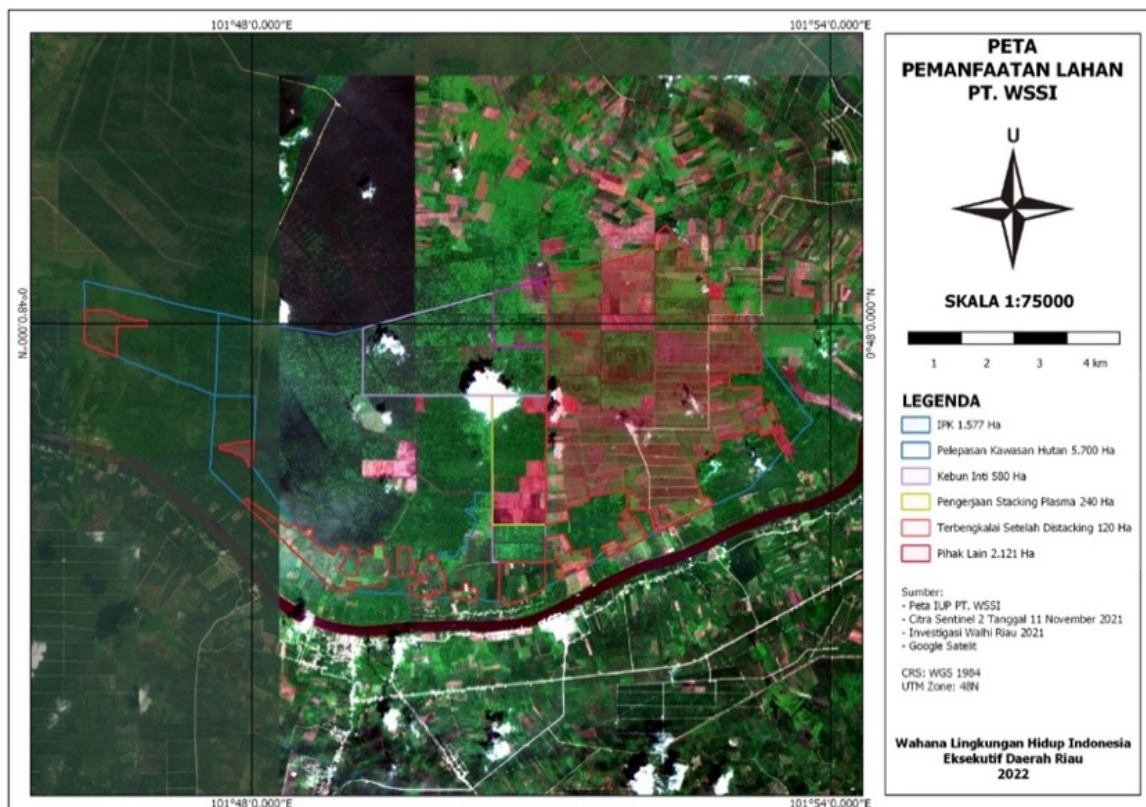 101°48'0.000"E
101°54'0.000"E
0°48'0.000"N
0°48'0.000"N
101°48'0.000"E
101°54'0.000"E
PETA
PEMANFAATAN LAHAN
PT. WSSI
U
SKALA 1:75000
1 2 3 4 km
LEGENDA
IPK 1.577 Ha
Pelepasan Kawasan Hutan 5.700 Ha
Kebun Inti 580 Ha
Pengerjaan Stacking Plasma 240 Ha
Terbengkalai Setelah Distacking 120 Ha
Pihak Lain 2.121 Ha
Sumber:
- Peta IUP PT. WSSI
- Citra Sentinel 2 Tanggal 11 November 2021
- Investigasi Walhi Riau 2021
- Google Satelit
CRS: WGS 1984
UTM Zone: 48N
Wahana Lingkungan Hidup Indonesia
Eksekutif Daerah Riau
2022